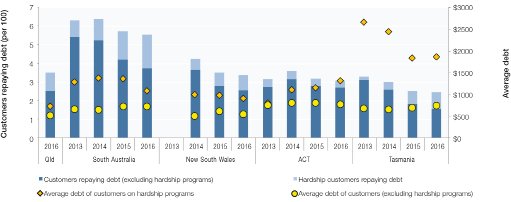 Customers repaying debt (per 100)
7
6
5
4
3
2
1
0
$3000
$2500
$2000
$1500
$1000
$500
$0
Average debt
2016 2013 2014 2015 2016 2013 2014 2015 2016 2013 2014 2015 2016 2013 2014 2015 2016
Qld South Australia New South Wales ACT Tasmania
Customers repaying debt (excluding hardship programs) Hardship customers repaying debt
Average debt of customers on hardship programs Average debt of customers (excluding hardship programs)